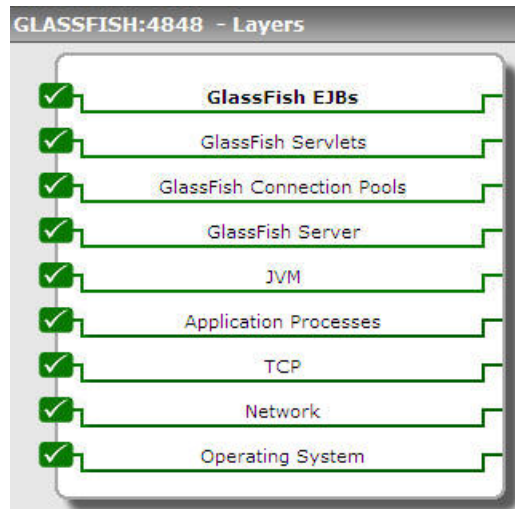 GLASSFISH:4848 - Layers
GlassFish EJBs
GlassFish Servlets
GlassFish Connection Pools
GlassFish Server
JVM
Application Processes
TCP
Network
Operating System